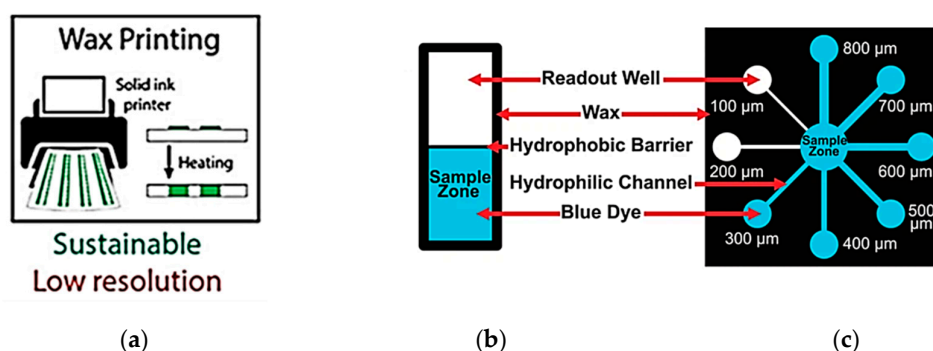 Wax Printing
Solid ink
printer
Heating
Sustainable
Low resolution
(a)
Readout Well
Wax
Hydrophobic Barrier
Hydrophilic Channel
Blue Dye
Sample
Zone
(b)
800 µm
700 µm
600 µm
500
µm
400 µm
300 µm
200 µm
100 µm
Sample
Zone
(c)